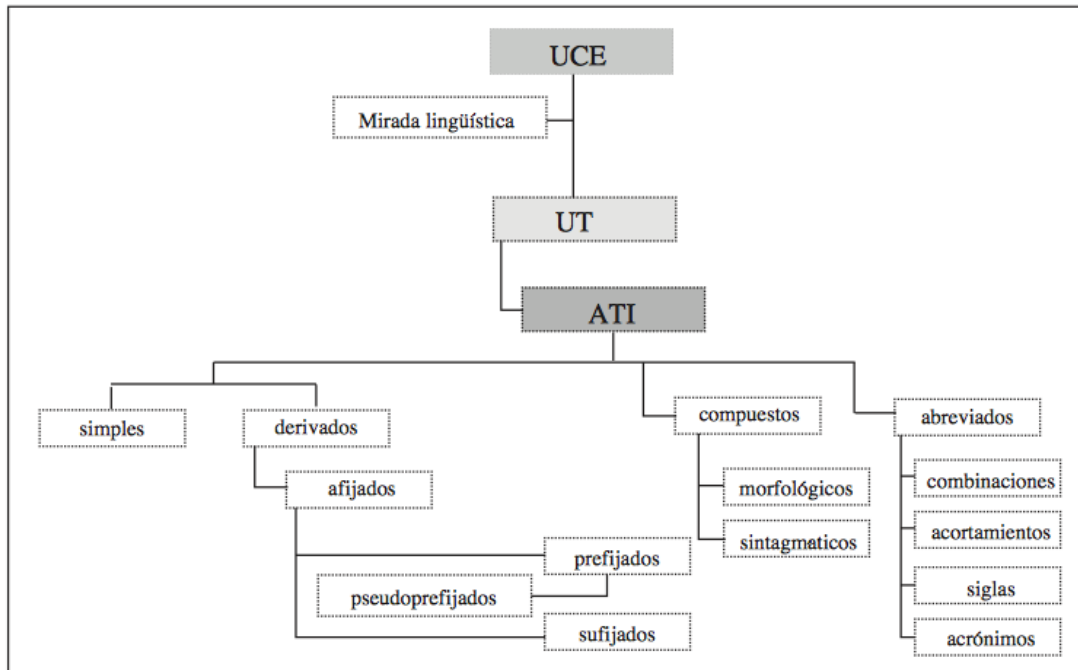 UCE
Mirada lingüística
UT
ATI
simples
derivados
compuestos
abreviados
afijados
morfológicos
combinaciones
sintagmaticos
acortamientos
prefijados
pseudoprefijados
siglas
sufijados
acrónimos